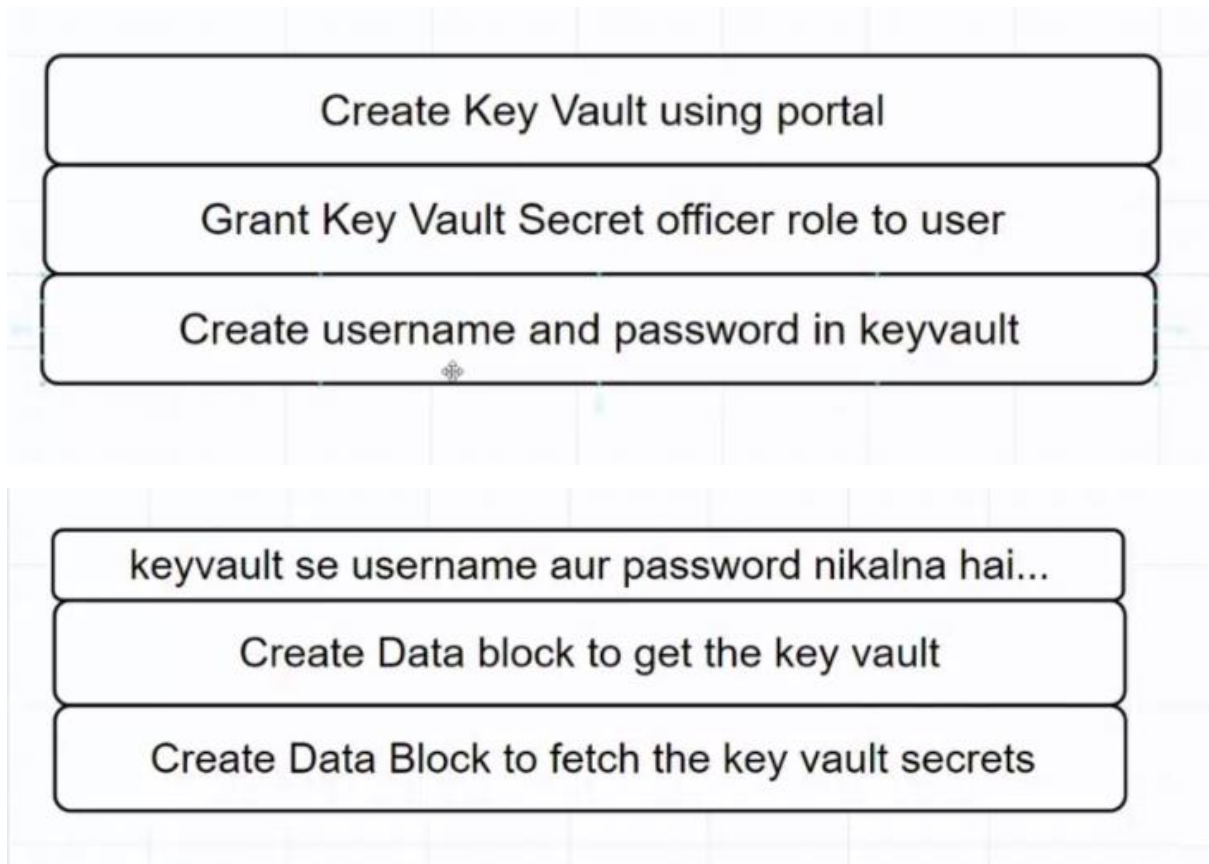 Create Key Vault using portal
Grant Key Vault Secret officer role to user
Create username and password in keyvault
keyvault se username aur password nikalna hai...
Create Data block to get the key vault
Create Data Block to fetch the key vault secrets